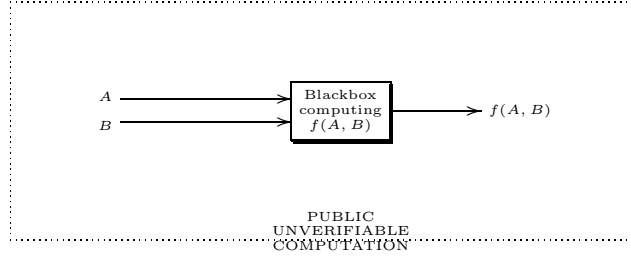 A
B
Blackbox
computing
f(A, B)
f(A, B)
PUBLIC
UNVERIFIABLE
COMPUTATION